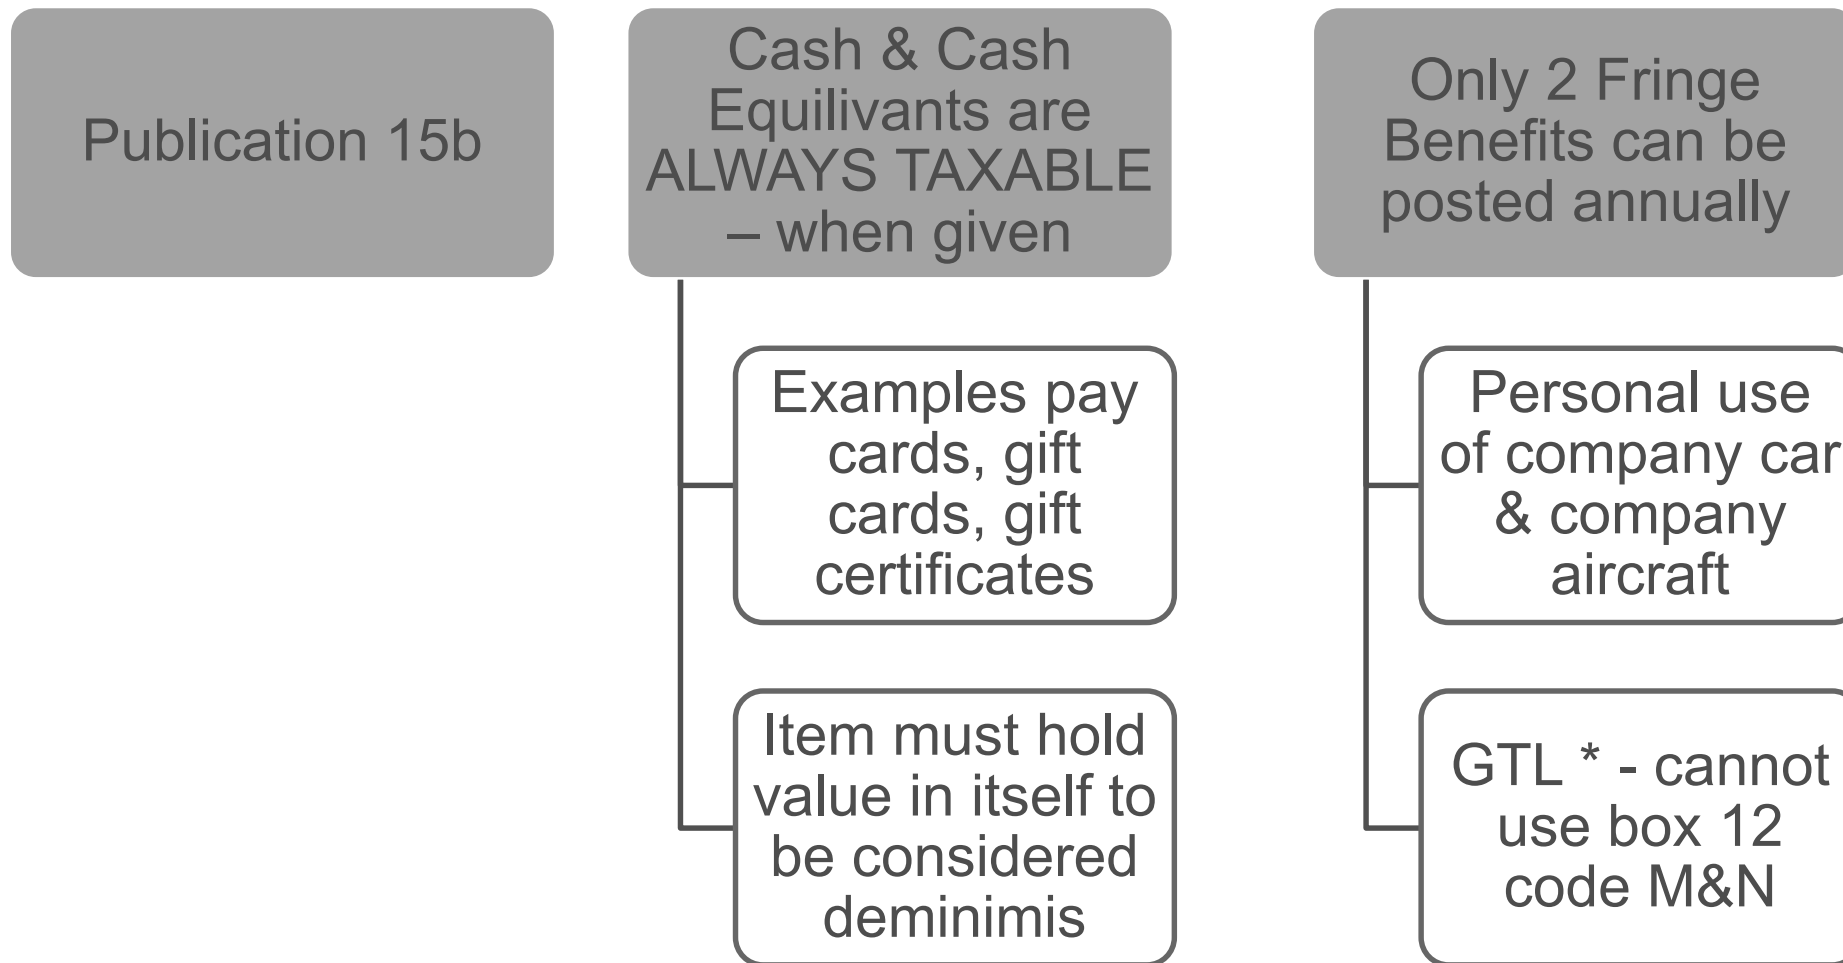 Publication 15b
Cash & Cash
Equilivants are
ALWAYS TAXABLE
– when given
Examples pay
cards, gift
cards, gift
certificates
Item must hold
value in itself to
be considered
deminimis
Only 2 Fringe
Benefits can be
posted annually
Personal use
of company car
& company
aircraft
GTL * - cannot
use box 12
code M&N